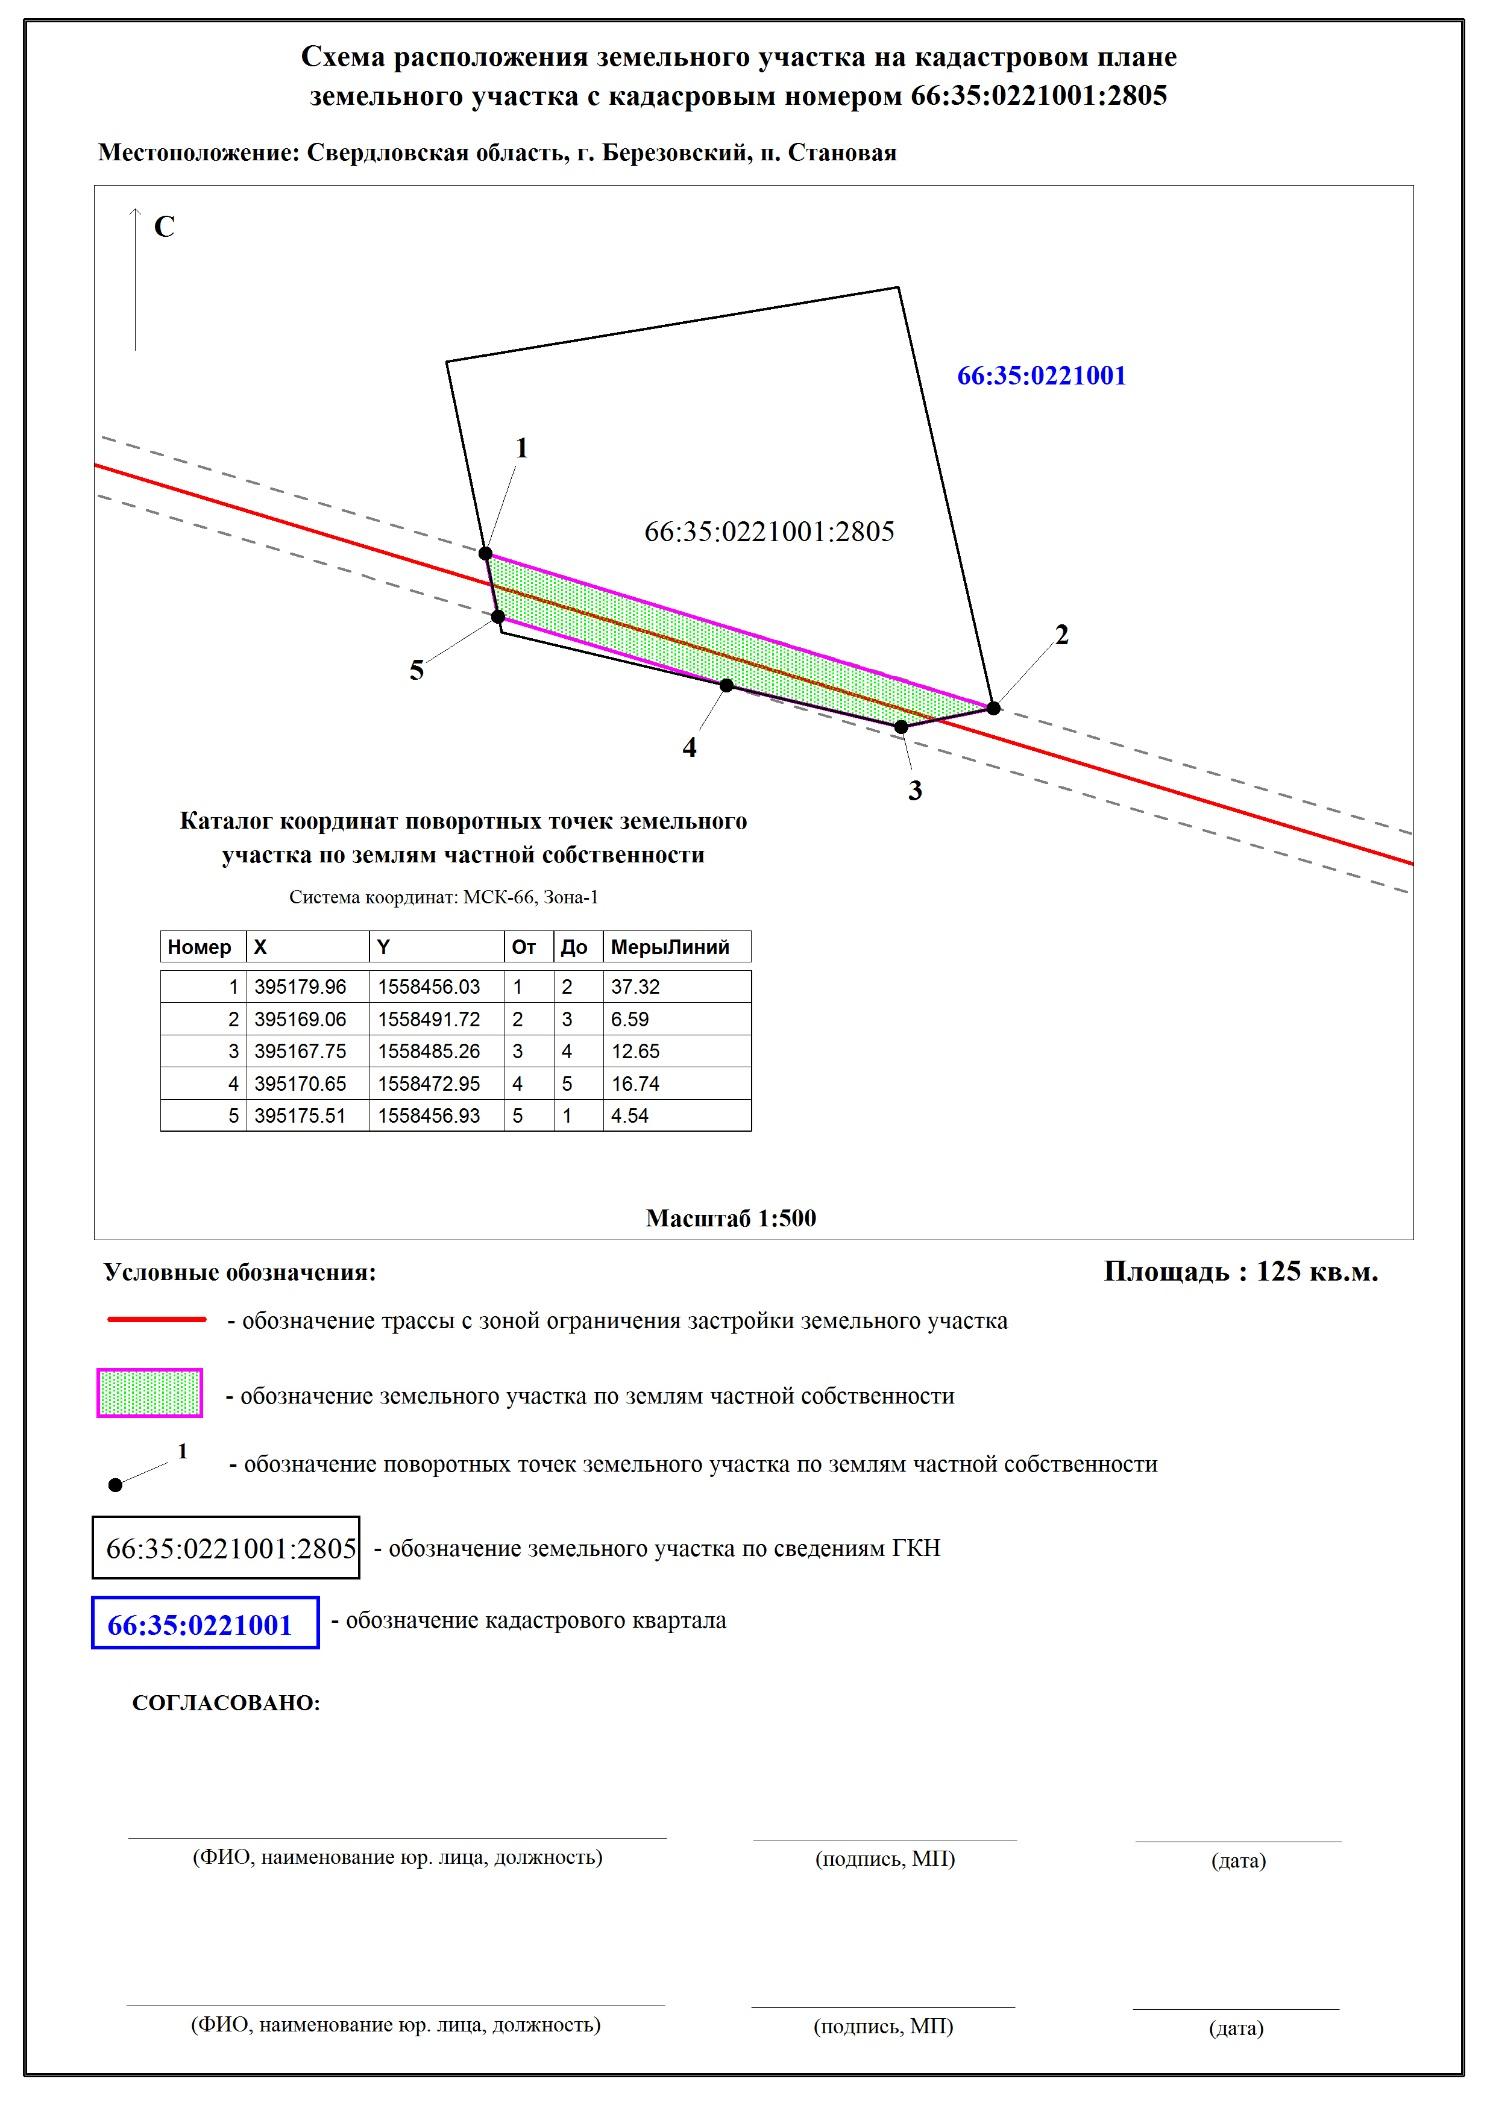 Схема расположения земельного участка на кадастровом плане
земельного участка с кадасровым номером 66:35:0221001:2805
Местоположение: Свердловская область, г. Березовский, п. Становая
С
66:35:0221001
1
66:35:0221001:2805
2
5
4
3
Каталог координат поворотных точек земельного
участка по землям частной собственности
Система координат: МСК-66, Зона-1
Номер X Y От До МерыЛиний
1 395179.96 1558456.03 1 2 37.32
2 395169.06 1558491.72 2 3 6.59
3 395167.75 1558485.26 3 4 12.65
4 395170.65 1558472.95 4 5 16.74
5 395175.51 1558456.93 5 1 4.54
Масштаб 1:500
Условные обозначения:
Площадь : 125 кв.м.
- обозначение трассы с зоной ограничения застройки земельного участка
- обозначение земельного участка по землям частной собственности
1
- обозначение поворотных точек земельного участка по землям частной собственности
66:35:0221001:2805 - обозначение земельного участка по сведениям ГКН
66:35:0221001 - обозначение кадастрового квартала
СОГЛАСОВАНО:
(ФИО, наименование юр. лица, должность) (подпись, МП) (дата)
(ФИО, наименование юр. лица, должность) (подпись, МП) (дата)